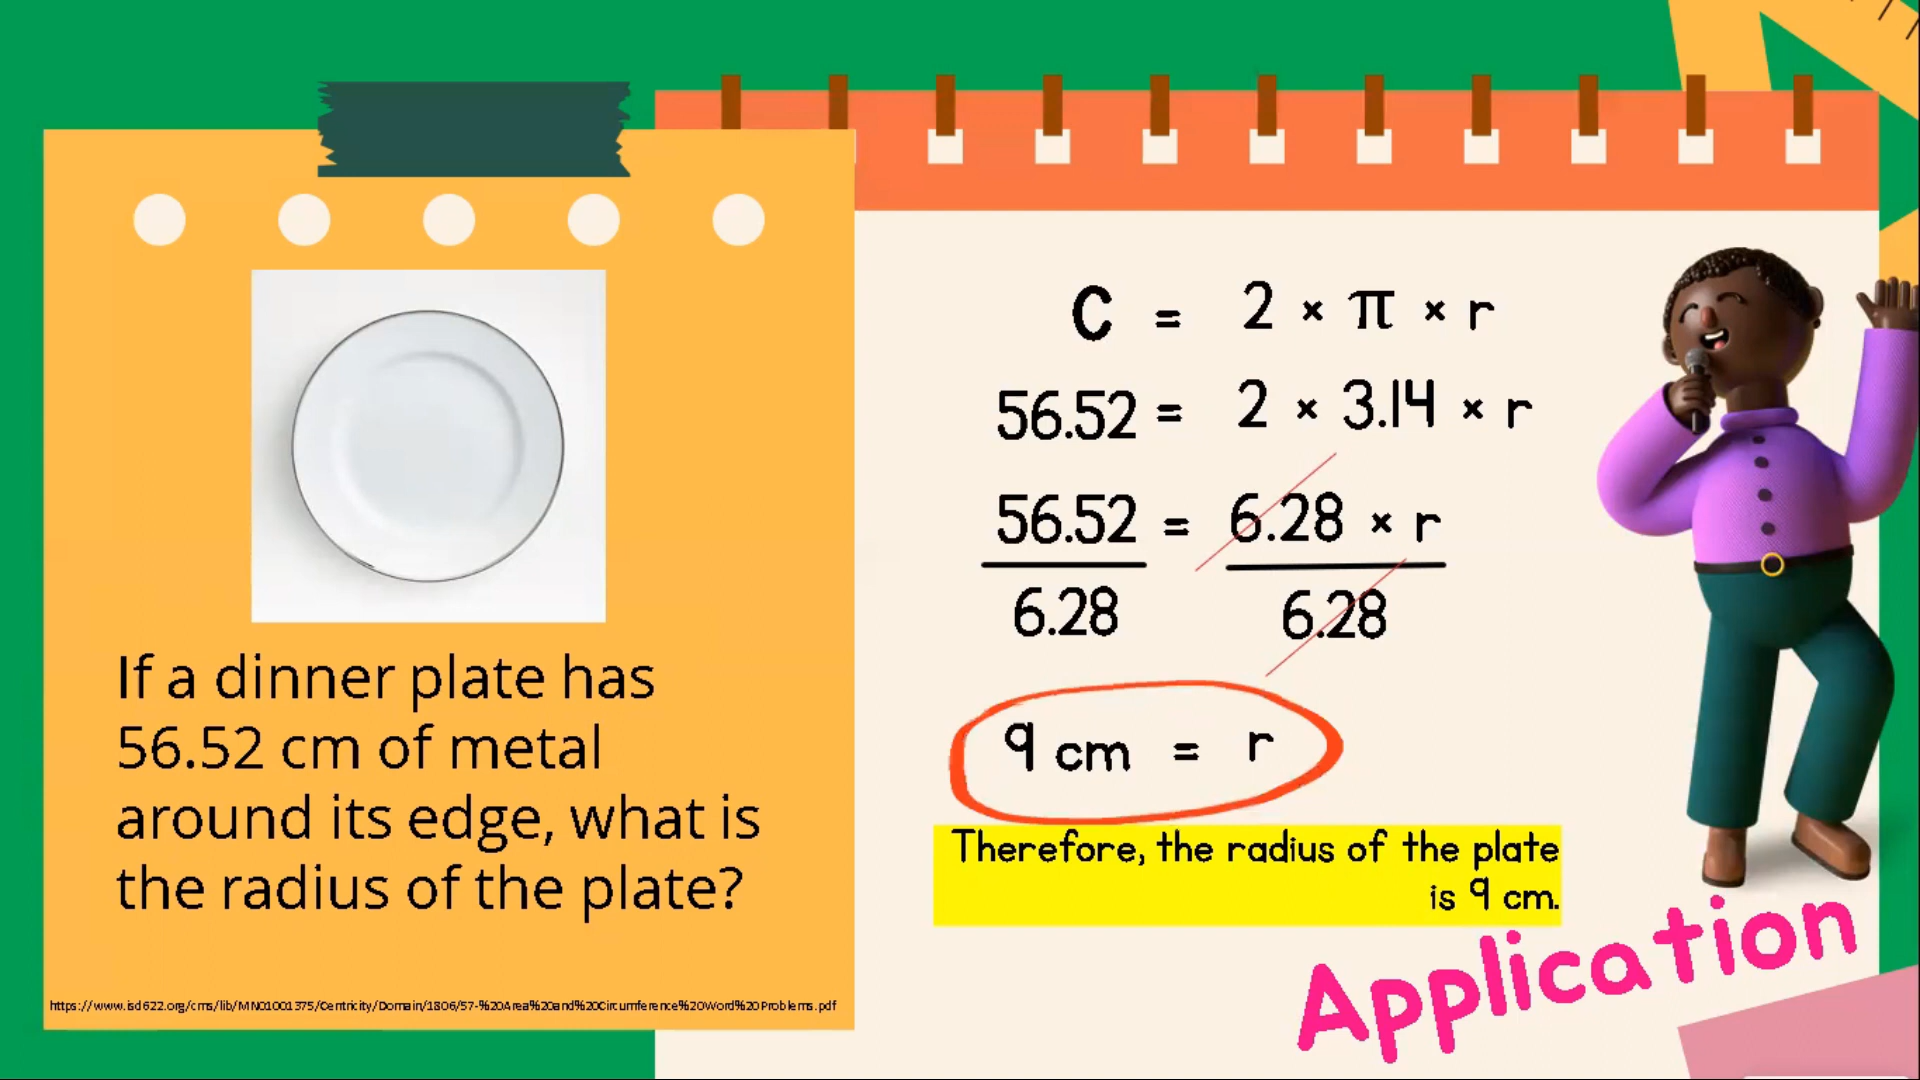 If a dinner plate has
56.52 cm of metal
around its edge, what is
the radius of the plate?
https://www.isd622.org/cms/lib/MN01001375/Centricity/Domain/1806/57-%20Area%20and%20Circumference%20Word%20Problems.pdf
C = 2 × π × r
56.52 = 2 × 3.14 × r
56.52 = 6.28 × r
6.28 6.28
9 cm = r
Therefore, the radius of the plate
is 9 cm.
Application